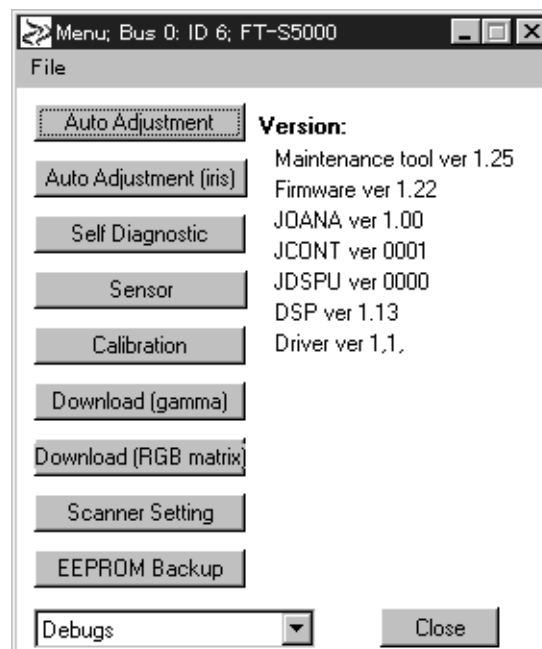 Menu; Bus 0: ID 6; FT-S5000
File
Auto Adjustment
Version:
Maintenance tool ver 1.25
Auto Adjustment (iris)
Firmware ver 1.22
JOANA ver 1.00
Self Diagnostic
JCONT ver 0001
JDSPU ver 0000
Sensor
DSP ver 1.13
Calibration
Driver ver 1,1,
Download (gamma)
Download (RGB matrix)
Scanner Setting
EEPROM Backup
Debugs
Close